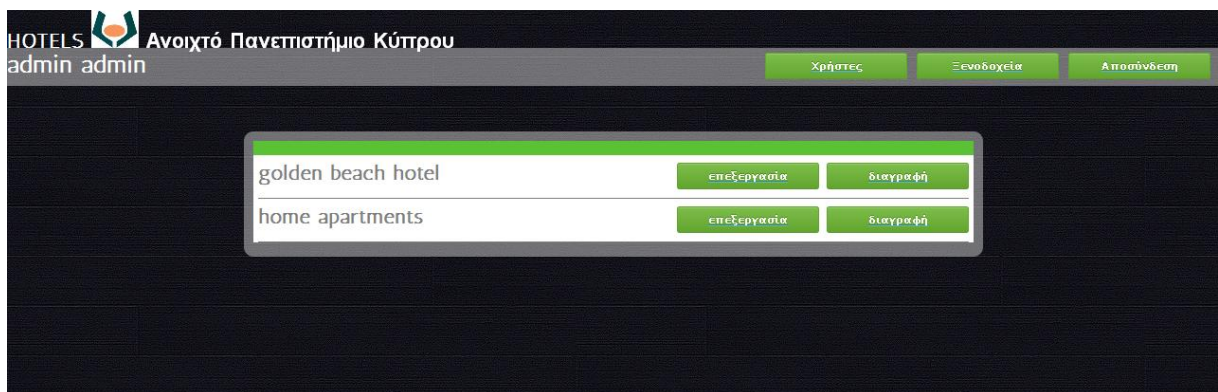 HOTELS Ανοιχτό Πανεπιστήμιο Κύπρου
admin admin Χρήστες Ξενοδοχεία Αποσύνδεση
golden beach hotel επεξεργασία διαγραφή
home apartments επεξεργασία διαγραφή